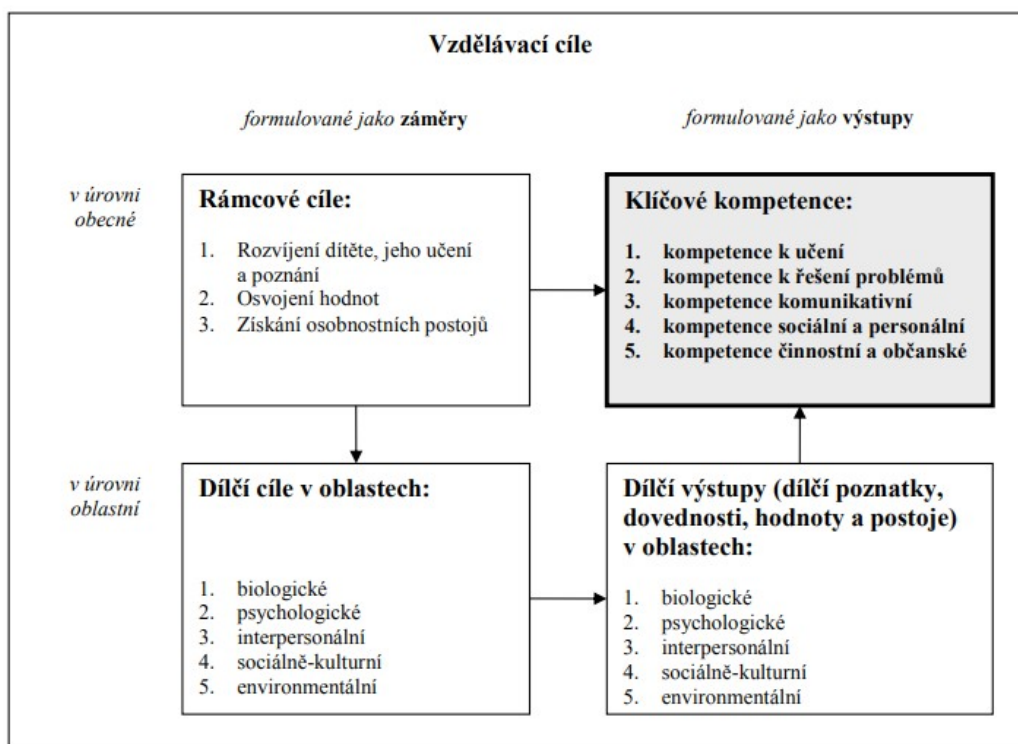 Vzdělávací cíle
formulované jako záměry
formulované jako výstupy
v úrovni
obecné
Rámcové cíle:
1. Rozvíjení dítěte, jeho učení
a poznání
2. Osvojení hodnot
3. Získání osobnostních postojů
Klíčové kompetence:
1. kompetence k učení
2. kompetence k řešení problémů
3. kompetence komunikativní
4. kompetence sociální a personální
5. kompetence činnostní a občanské
v úrovni
oblastní
Dílčí cíle v oblastech:
1. biologické
2. psychologické
3. interpersonální
4. sociálně-kulturní
5. environmentální
Dílčí výstupy (dílčí poznatky,
dovednosti, hodnoty a postoje)
v oblastech:
1. biologické
2. psychologické
3. interpersonální
4. sociálně-kulturní
5. environmentální